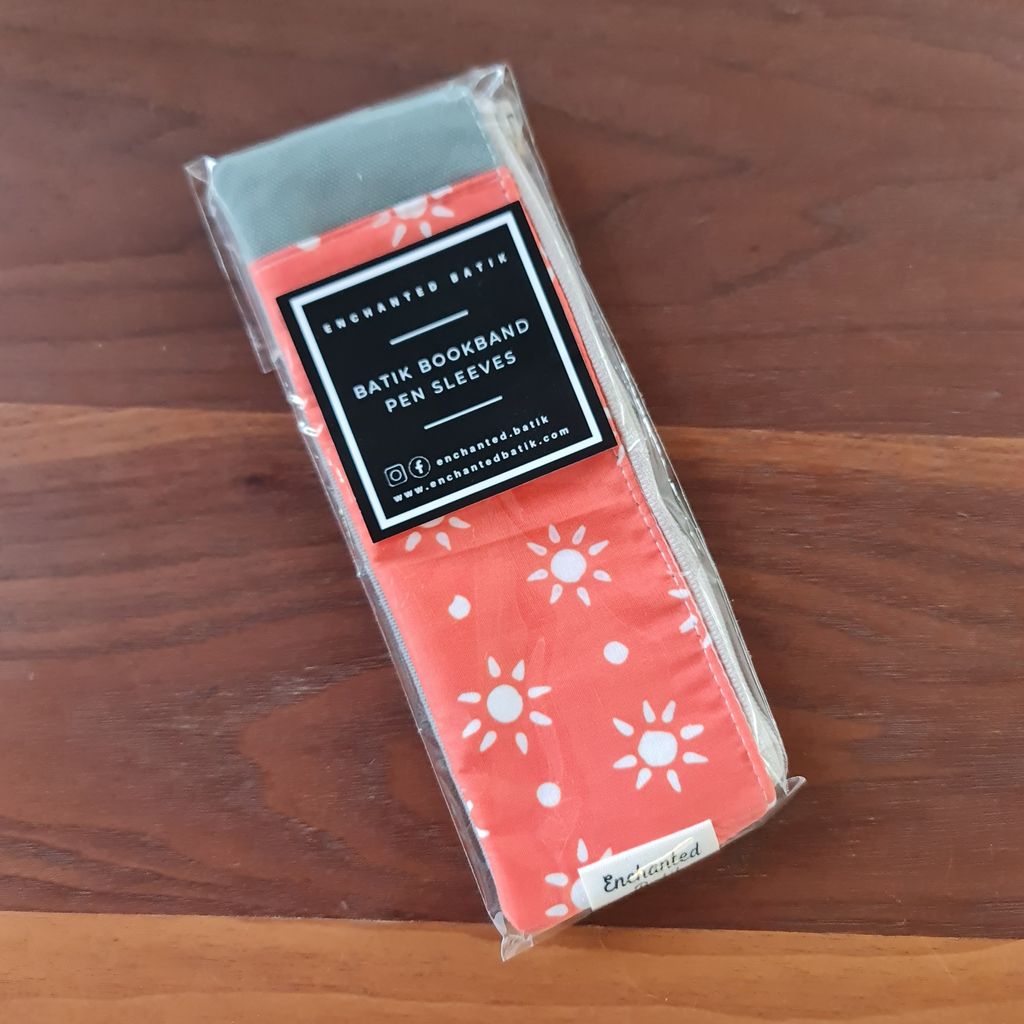 ENCHANTED BATIK
BATIK BOOKBAND
PEN SLEEVES
enchanted.batik
www.enchantedbatik.com
Enchanted